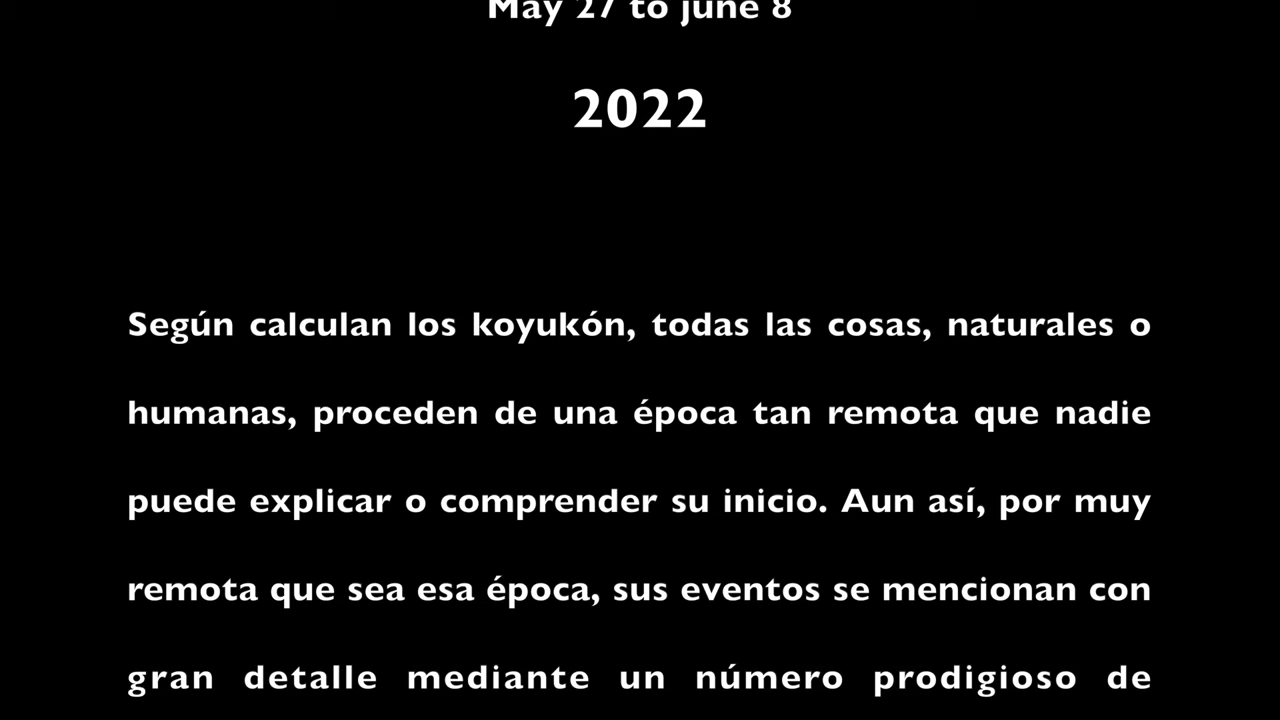 May 27 to june 8
2022
Según calculan los koyukón, todas las cosas, naturales o
humanas, proceden de una época tan remota que nadie
puede explicar o comprender su inicio. Aun así, por muy
remota que sea esa época, sus eventos se mencionan con
gran detalle mediante un número prodigioso de